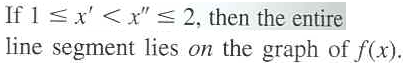 If 1 ≤ x′ < x″ ≤ 2, then the entire
line segment lies on the graph of f(x).